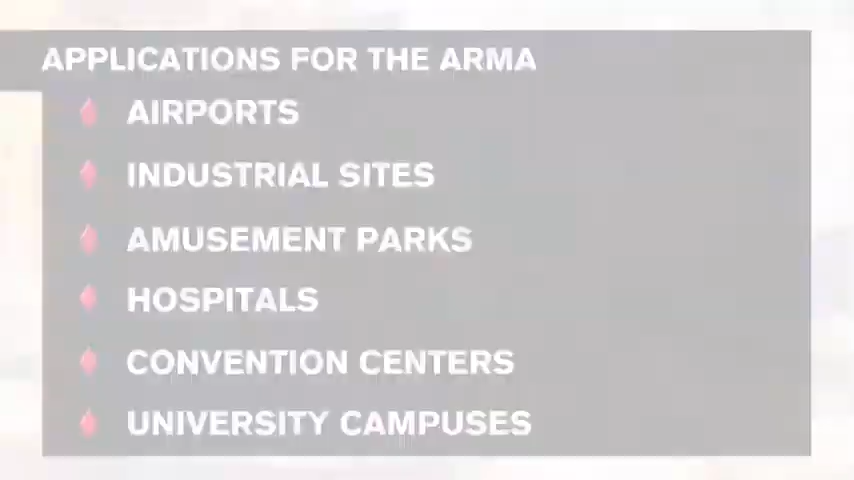 APPLICATIONS FOR THE ARMA
AIRPORTS
INDUSTRIAL SITES
AMUSEMENT PARKS
HOSPITALS
CONVENTION CENTERS
UNIVERSITY CAMPUSES